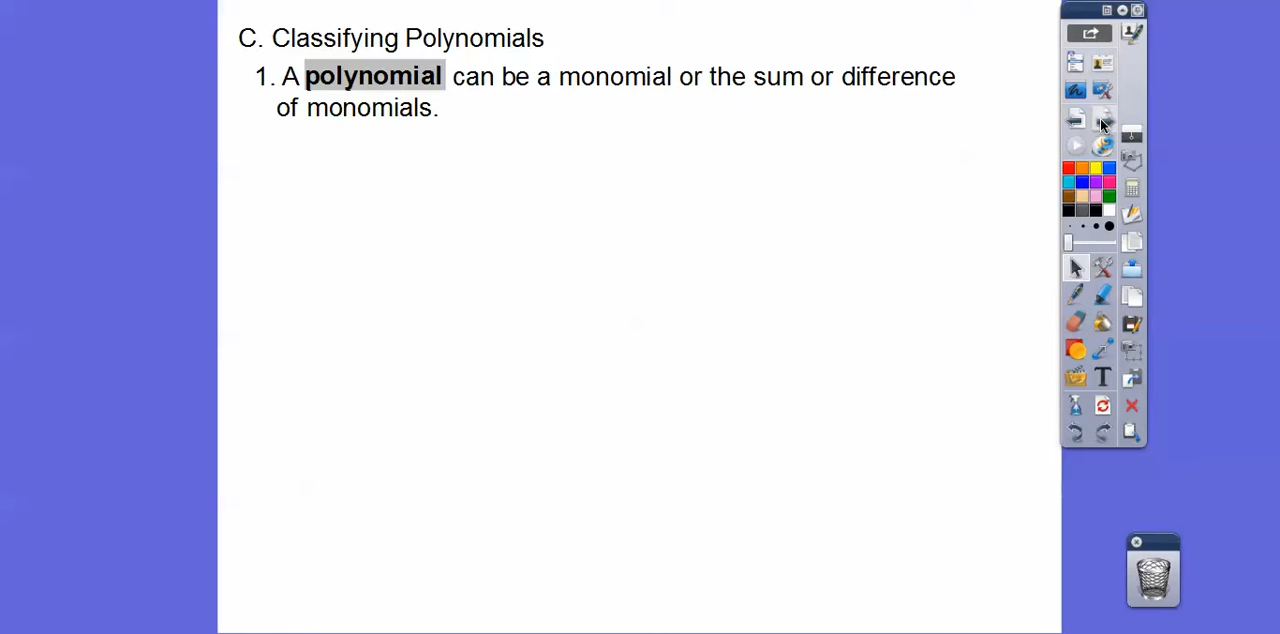 C. Classifying Polynomials
1. A polynomial can be a monomial or the sum or difference
of monomials.